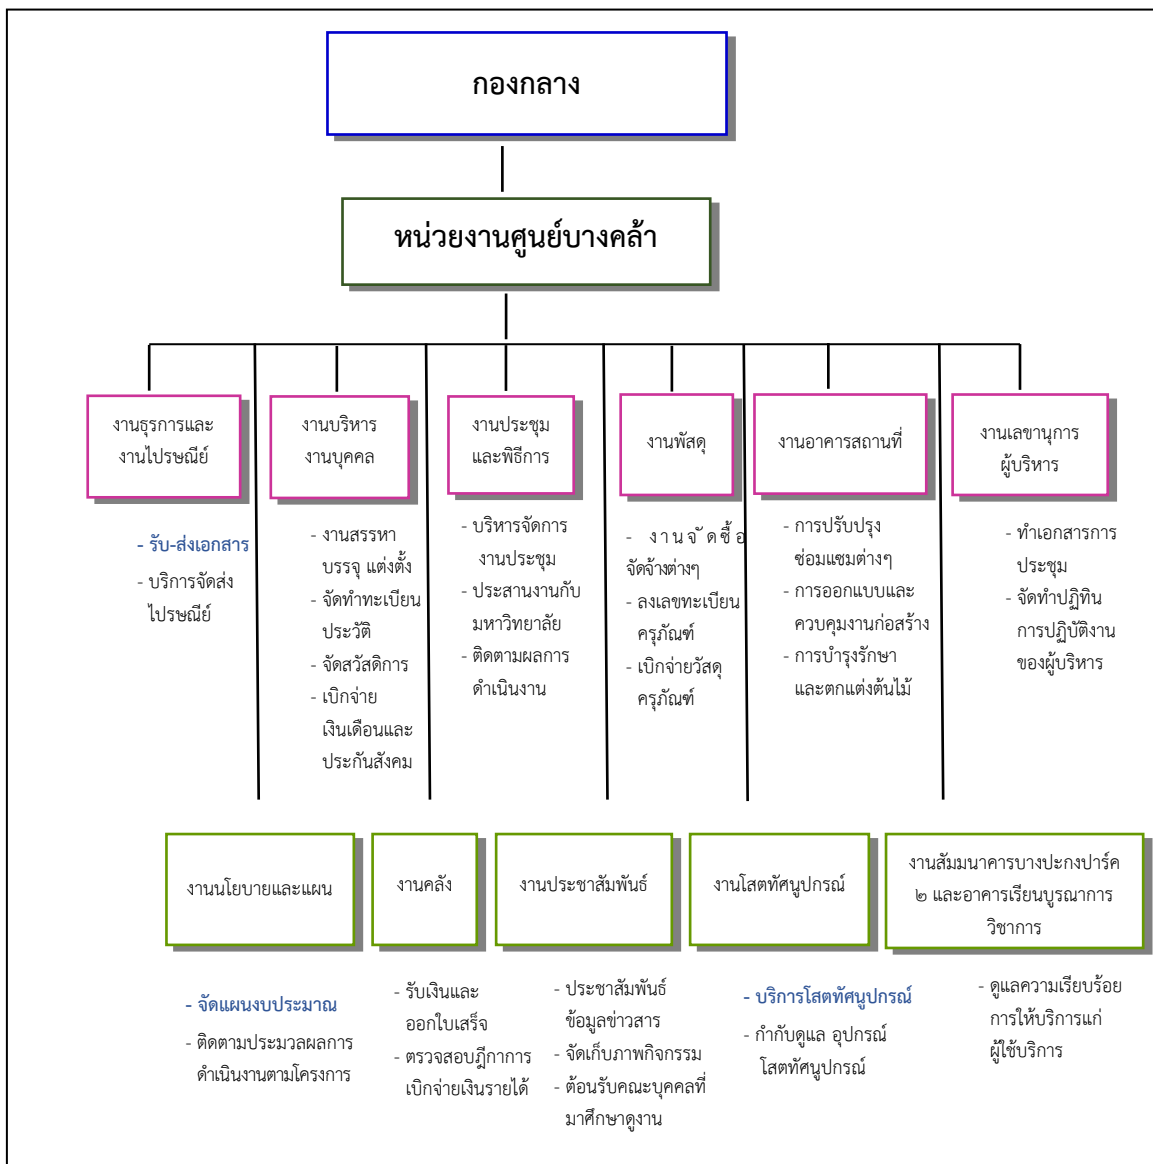 กองกลาง
หน่วยงานศูนย์บางคล้า
งานธุรการและ
งานไปรษณีย์
- รับ-ส่งเอกสาร
- บริการจัดส่ง
ไปรษณีย์
งานบริหาร
งานบุคคล
- งานสรรหา
บรรจุ แต่งตั้ง
- จัดทำทะเบียน
ประวัติ
- จัดสวัสดิการ
- เบิกจ่าย
เงินเดือนและ
ประกันสังคม
งานประชุม
และพิธีการ
- บริหารจัดการ
งานประชุม
- ประสานงานกับ
มหาวิทยาลัย
- ติดตามผลการ
ดำเนินงาน
งานพัสดุ
- งานจัดซื้อ
จัดจ้างต่างๆ
- ลงเลขทะเบียน
ครุภัณฑ์
- เบิกจ่ายวัสดุ
ครุภัณฑ์
งานอาคารสถานที่
- การปรับปรุง
ซ่อมแซมต่างๆ
- การออกแบบและ
ควบคุมงานก่อสร้าง
- การบำรุงรักษา
และตกแต่งต้นไม้
งานเลขานุการ
ผู้บริหาร
- ทำเอกสารการ
ประชุม
- จัดทำปฏิทิน
การปฏิบัติงาน
ของผู้บริหาร
งานนโยบายและแผน
- จัดแผนงบประมาณ
- ติดตามประมวลผลการ
ดำเนินงานตามโครงการ
งานคลัง
- รับเงินและ
ออกใบเสร็จ
- ตรวจสอบฎีกาการ
เบิกจ่ายเงินรายได้
งานประชาสัมพันธ์
- ประชาสัมพันธ์
ข้อมูลข่าวสาร
- จัดเก็บภาพกิจกรรม
- ต้อนรับคณะบุคคลที่
มาศึกษาดูงาน
งานโสตทัศนูปกรณ์
- บริการโสตทัศนูปกรณ์
- กำกับดูแล อุปกรณ์
โสตทัศนูปกรณ์
งานสัมมนาคารบางปะกงปาร์ค
๒ และอาคารเรียนบูรณาการ
วิชาการ
- ดูแลความเรียบร้อย
การให้บริการแก่
ผู้ใช้บริการ